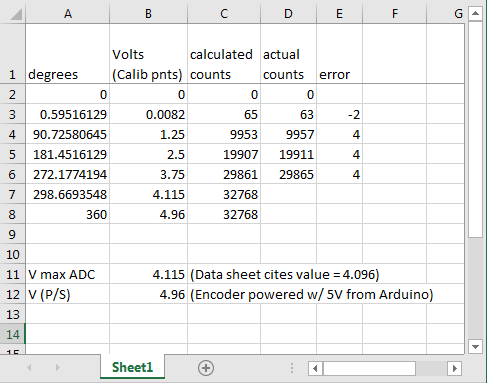 A B C D E F G
Volts calculated actual
1 degrees (Calib pnts) counts counts error
2 0 0 0 0
3 0.59516129 0.0082 65 63 -2
4 90.72580645 1.25 9953 9957 4
5 181.4516129 2.5 19907 19911 4
6 272.1774194 3.75 29861 29865 4
7 298.6693548 4.115 32768
8 360 4.96 32768
9
10
11 V max ADC 4.115 (Data sheet cites value = 4.096)
12 V (P/S) 4.96 (Encoder powered w/ 5V from Arduino)
13
14
15
Sheet1